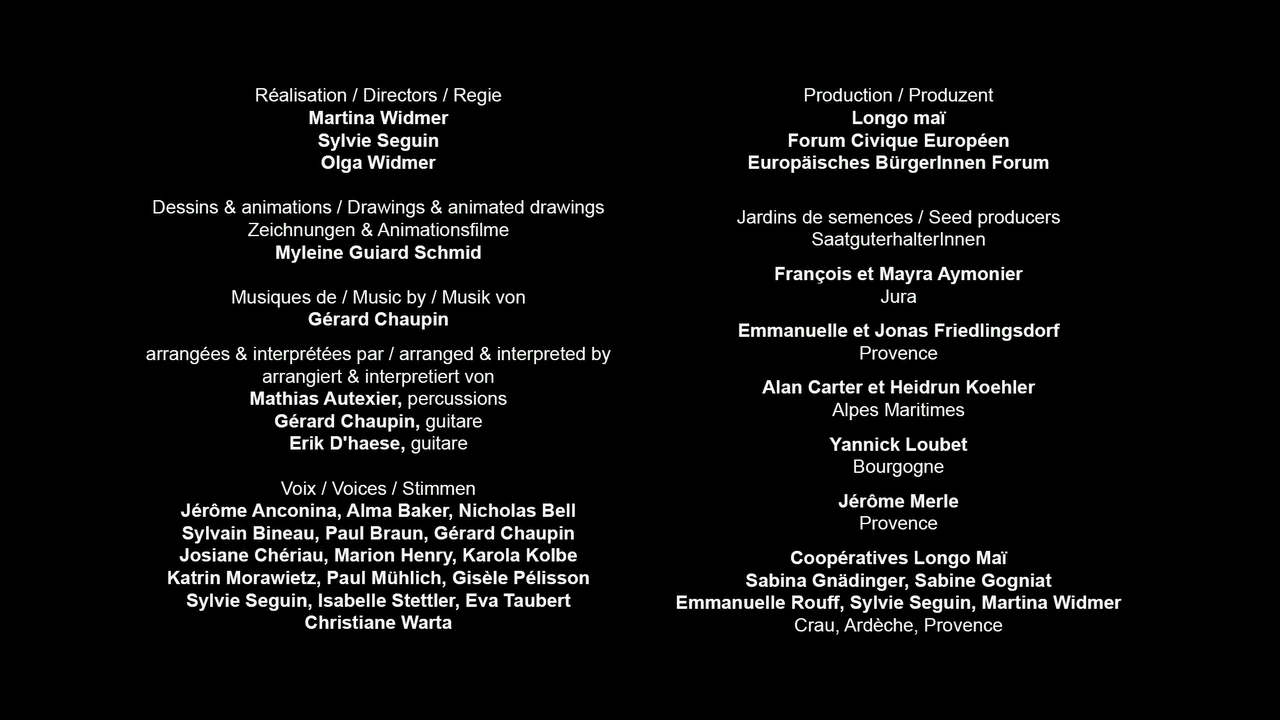 Réalisation / Directors / Regie
Martina Widmer
Sylvie Seguin
Olga Widmer
Dessins & animations / Drawings & animated drawings
Zeichnungen & Animationsfilme
Myleine Guiard Schmid
Musiques de / Music by / Musik von
Gérard Chaupin
arrangées & interprétées par / arranged & interpreted by
arrangiert & interpretiert von
Mathias Autexier, percussions
Gérard Chaupin, guitare
Erik D'haese, guitare
Voix / Voices / Stimmen
Jérôme Anconina, Alma Baker, Nicholas Bell
Sylvain Bineau, Paul Braun, Gérard Chaupin
Josiane Chériau, Marion Henry, Karola Kolbe
Katrin Morawietz, Paul Mühlich, Gisèle Pélisson
Sylvie Seguin, Isabelle Stettler, Eva Taubert
Christiane Warta
Production / Produzent
Longo maï
Forum Civique Européen
Europäisches BürgerInnen Forum
Jardins de semences / Seed producers
SaatguterhalterInnen
François et Mayra Aymonier
Jura
Emmanuelle et Jonas Friedlingsdorf
Provence
Alan Carter et Heidrun Koehler
Alpes Maritimes
Yannick Loubet
Bourgogne
Jérôme Merle
Provence
Coopératives Longo Maï
Sabina Gnädinger, Sabine Gogniat
Emmanuelle Rouff, Sylvie Seguin, Martina Widmer
Crau, Ardèche, Provence